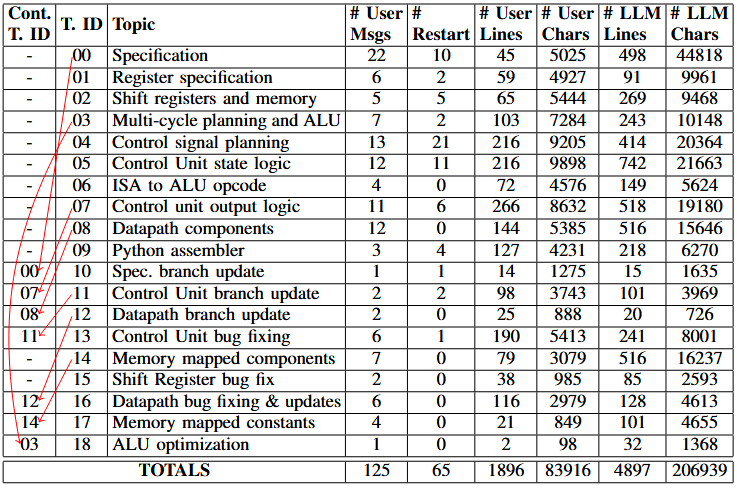 Cont. T. ID | T. ID | Topic | # User Msgs | # Restart | # User Lines | # User Chars | # LLM Lines | # LLM Chars
- | 00 | Specification | 22 | 10 | 45 | 5025 | 498 | 44818
- | 01 | Register specification | 6 | 2 | 59 | 4927 | 91 | 9961
- | 02 | Shift registers and memory | 5 | 5 | 65 | 5444 | 269 | 9468
- | 03 | Multi-cycle planning and ALU | 7 | 2 | 103 | 7284 | 243 | 10148
- | 04 | Control signal planning | 13 | 21 | 216 | 9205 | 414 | 20364
- | 05 | Control Unit state logic | 12 | 11 | 216 | 9898 | 742 | 21663
- | 06 | ISA to ALU opcode | 4 | 0 | 72 | 4576 | 149 | 5624
- | 07 | Control unit output logic | 11 | 6 | 266 | 8632 | 518 | 19180
- | 08 | Datapath components | 12 | 0 | 144 | 5385 | 516 | 15646
- | 09 | Python assembler | 3 | 4 | 127 | 4231 | 218 | 6270
00 | 10 | Spec. branch update | 1 | 1 | 14 | 1275 | 15 | 1635
07 | 11 | Control Unit branch update | 2 | 2 | 98 | 3743 | 101 | 3969
08 | 12 | Datapath branch update | 2 | 0 | 25 | 888 | 20 | 726
11 | 13 | Control Unit bug fixing | 6 | 1 | 190 | 5413 | 241 | 8001
- | 14 | Memory mapped components | 7 | 0 | 79 | 3079 | 516 | 16237
- | 15 | Shift Register bug fix | 2 | 0 | 38 | 985 | 85 | 2593
12 | 16 | Datapath bug fixing & updates | 6 | 0 | 116 | 2979 | 128 | 4613
14 | 17 | Memory mapped constants | 4 | 0 | 21 | 849 | 101 | 4655
03 | 18 | ALU optimization | 1 | 0 | 2 | 98 | 32 | 1368
TOTALS | 125 | 65 | 1896 | 83916 | 4897 | 206939